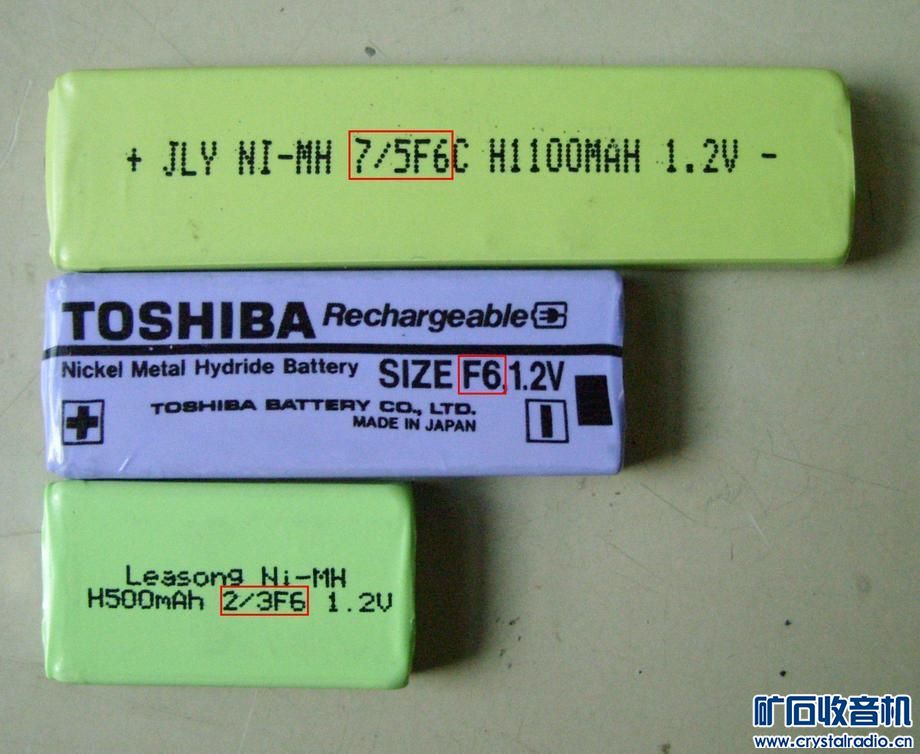 + JLY NI-MH 7/5F6C H1100MAH 1.2V -
TOSHIBA Rechargeable
Nickel Metal Hydride Battery SIZE F6,1.2V
TOSHIBA BATTERY CO., LTD.
MADE IN JAPAN
Leasong Ni-MH
H500mAh 2/3F6 1.2V
矿石收音机
www.crystalradio.cn